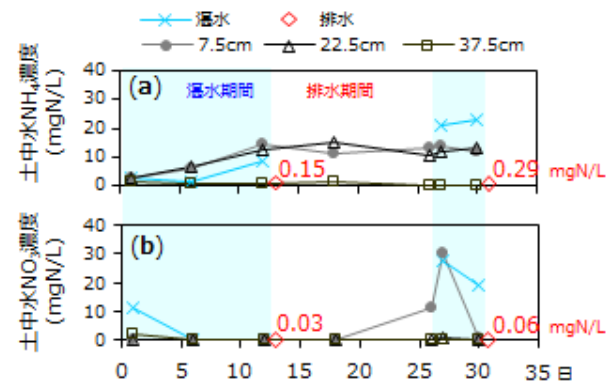 湛水 排水
7.5cm 22.5cm 37.5cm
土中水NH₄濃度
(mgN/L)
40
30
20
10
0
(a) 湛水期間 排水期間
0.15 0.29 mgN/L
土中水NO₃濃度
(mgN/L)
40
30
20
10
0
(b)
0.03 0.06 mgN/L
0 5 10 15 20 25 30 35 日